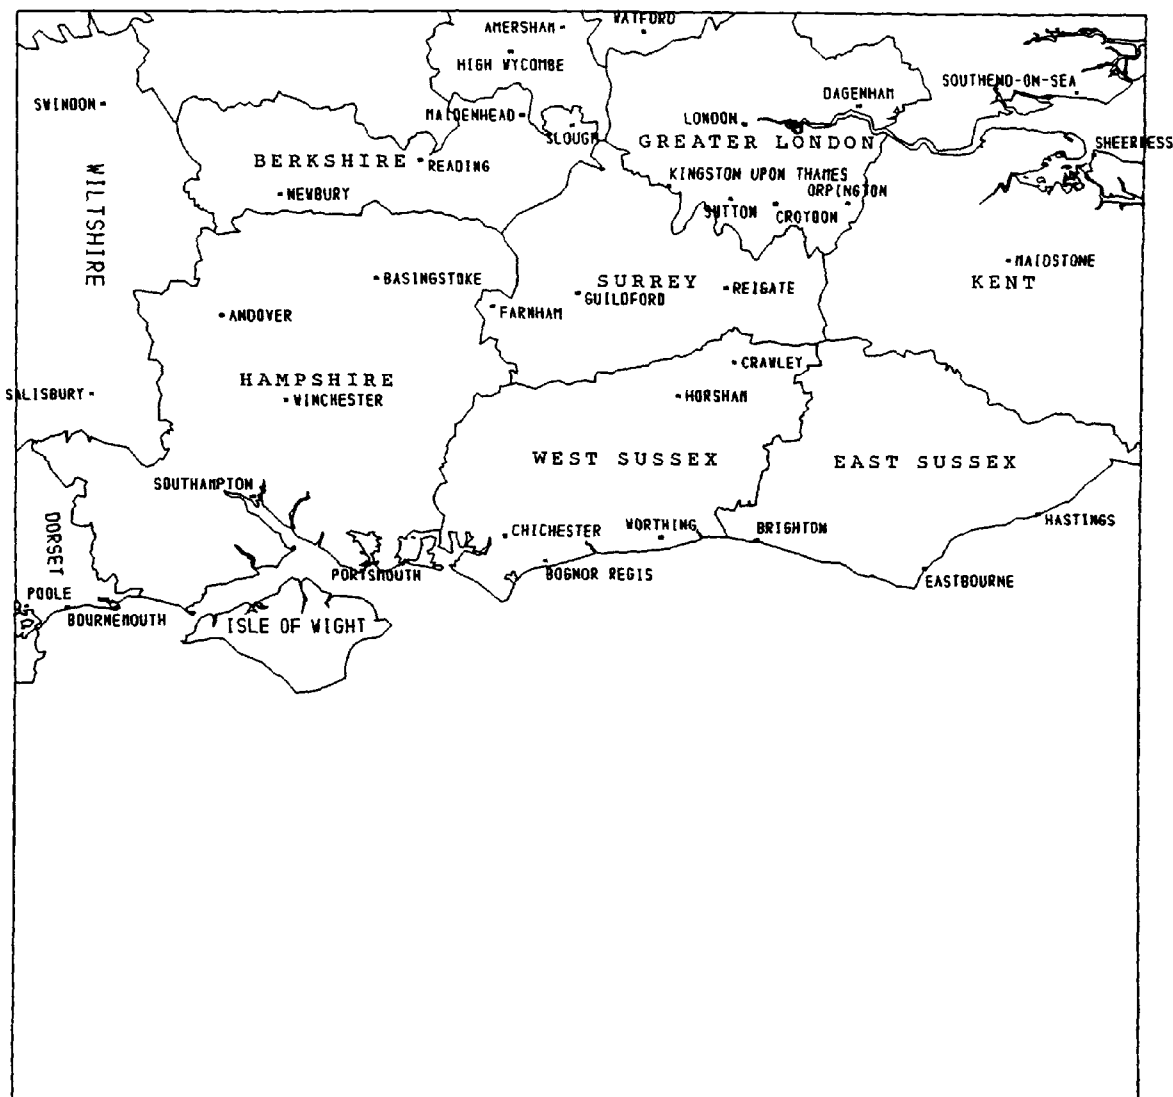 WATFORD
AMERSHAM
HIGH WYCOMBE
SOUTHEND-ON-SEA
SWINDON
DAGENHAM
MAIDENHEAD
LONDON
SLOUGH
GREATER LONDON
SHEERNESS
BERKSHIRE
READING
KINGSTON UPON THAMES
NEWBURY
ORPINGTON
SUTTON
CROYDON
WILTSHIRE
MAIDSTONE
BASINGSTOKE
SURREY
KENT
REIGATE
GUILDFORD
FARNHAM
ANDOVER
CRAWLEY
HAMPSHIRE
SALISBURY
WINCHESTER
HORSHAM
WEST SUSSEX
EAST SUSSEX
SOUTHAMPTON
HASTINGS
DORSET
CHICHESTER
WORTHING
BRIGHTON
PORTSMOUTH
BOGNOR REGIS
EASTBOURNE
POOLE
BOURNEMOUTH
ISLE OF WIGHT